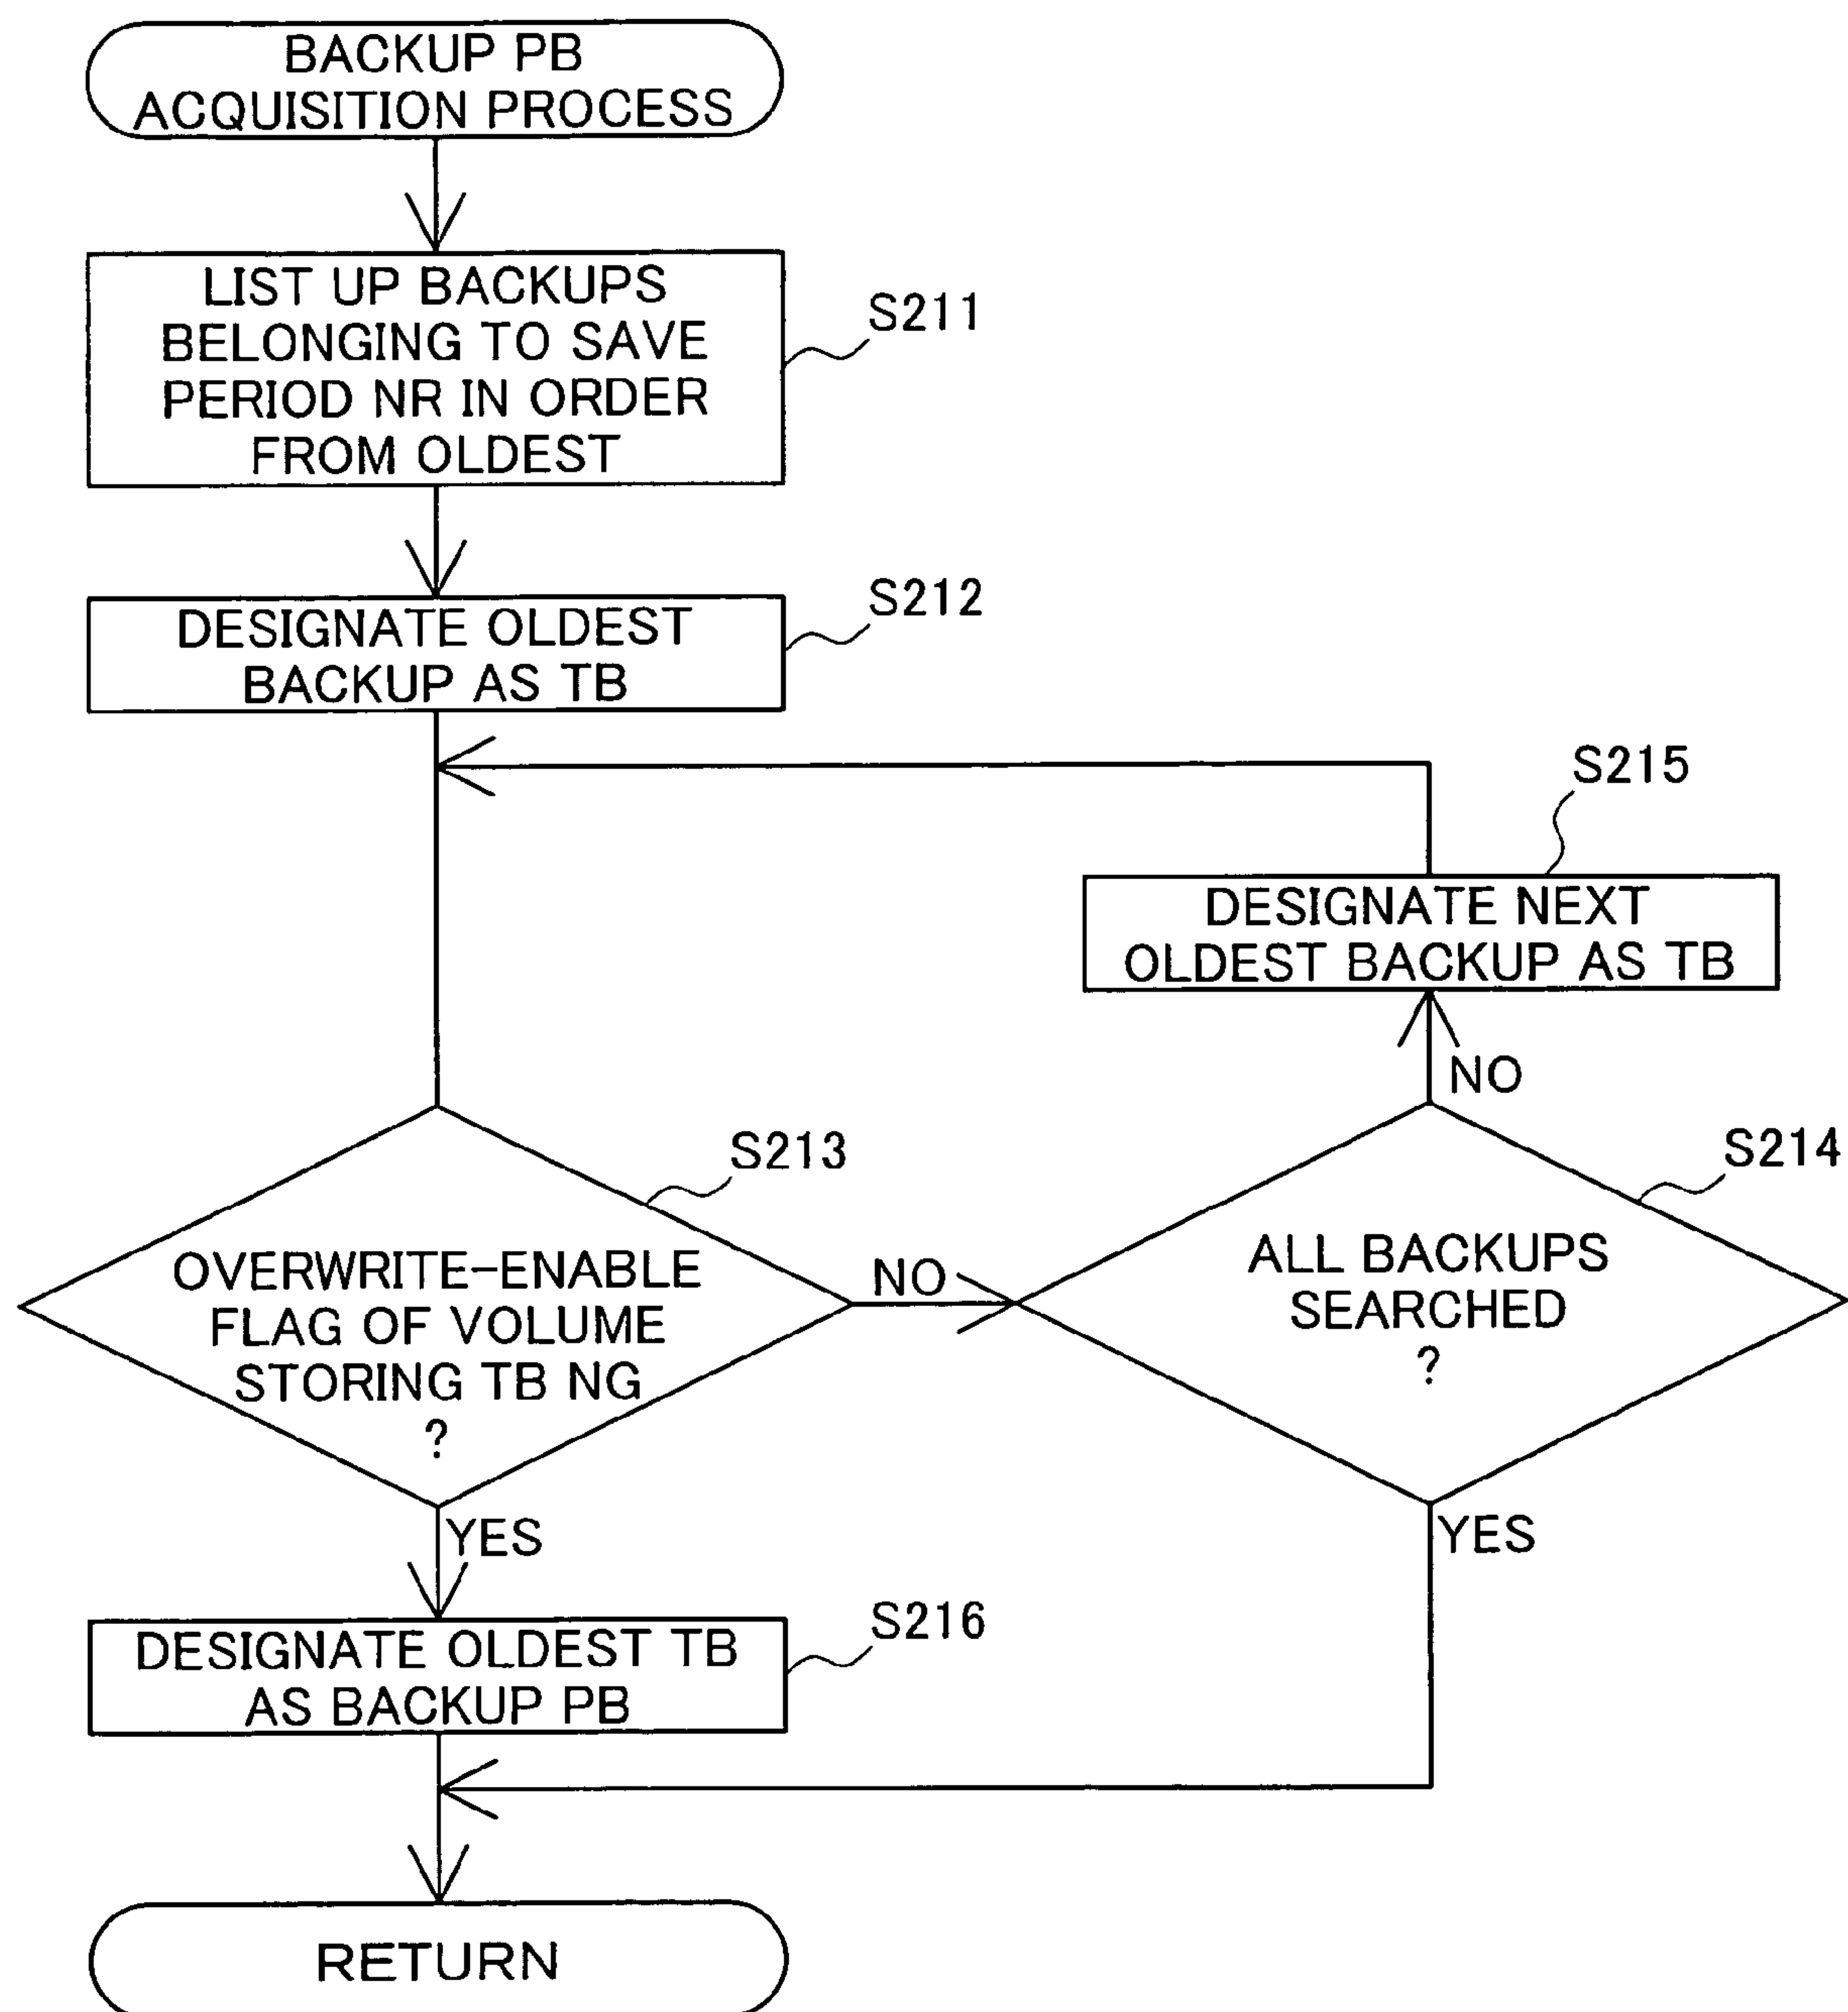 BACKUP PB
ACQUISITION PROCESS
LIST UP BACKUPS
BELONGING TO SAVE
PERIOD NR IN ORDER
FROM OLDEST
S211
DESIGNATE OLDEST
BACKUP AS TB
S212
S215
DESIGNATE NEXT
OLDEST BACKUP AS TB
NO
S213
OVERWRITE-ENABLE
FLAG OF VOLUME
STORING TB NG
?
NO
S214
ALL BACKUPS
SEARCHED
?
YES
YES
DESIGNATE OLDEST TB
AS BACKUP PB
S216
RETURN